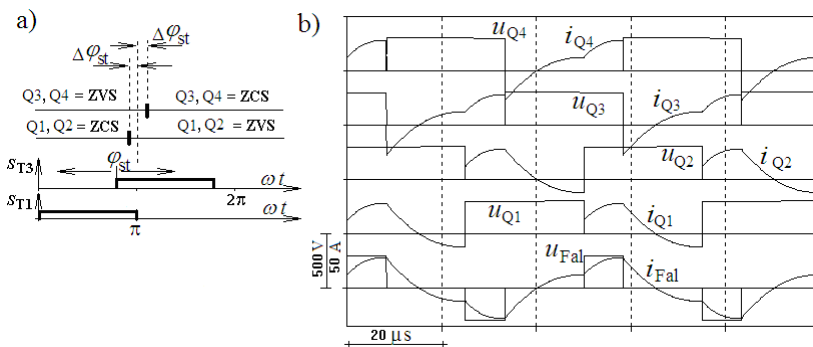 a)
Δφst
Δφst
Q3, Q4 = ZVS Q3, Q4 = ZCS
Q1, Q2 = ZCS Q1, Q2 = ZVS
φst
sT3 ωt
2π
sT1 ωt
π
b)
uQ4 iQ4
uQ3 iQ3
uQ2 iQ2
uQ1 iQ1
500 V
50 A
uFal iFal
20 μs